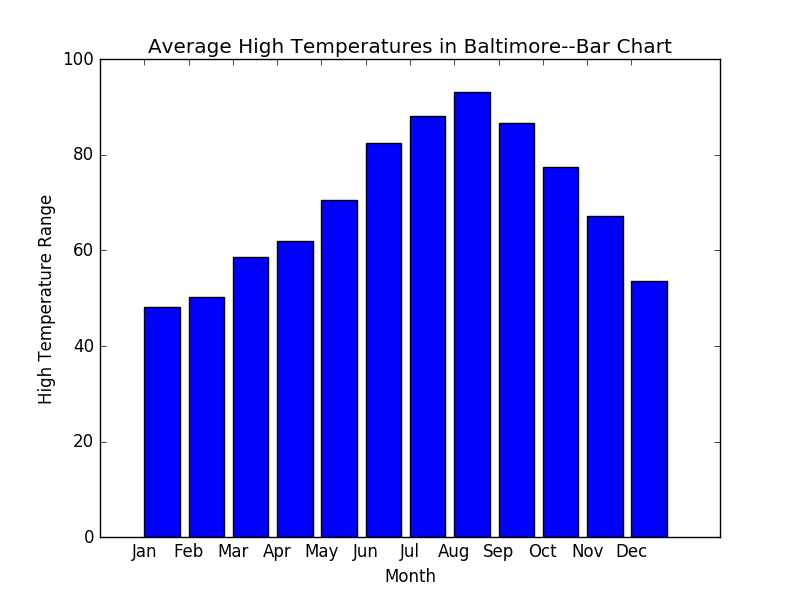 Average High Temperatures in Baltimore--Bar Chart
100
80
60
40
20
0
High Temperature Range
Jan Feb Mar Apr May Jun Jul Aug Sep Oct Nov Dec
Month